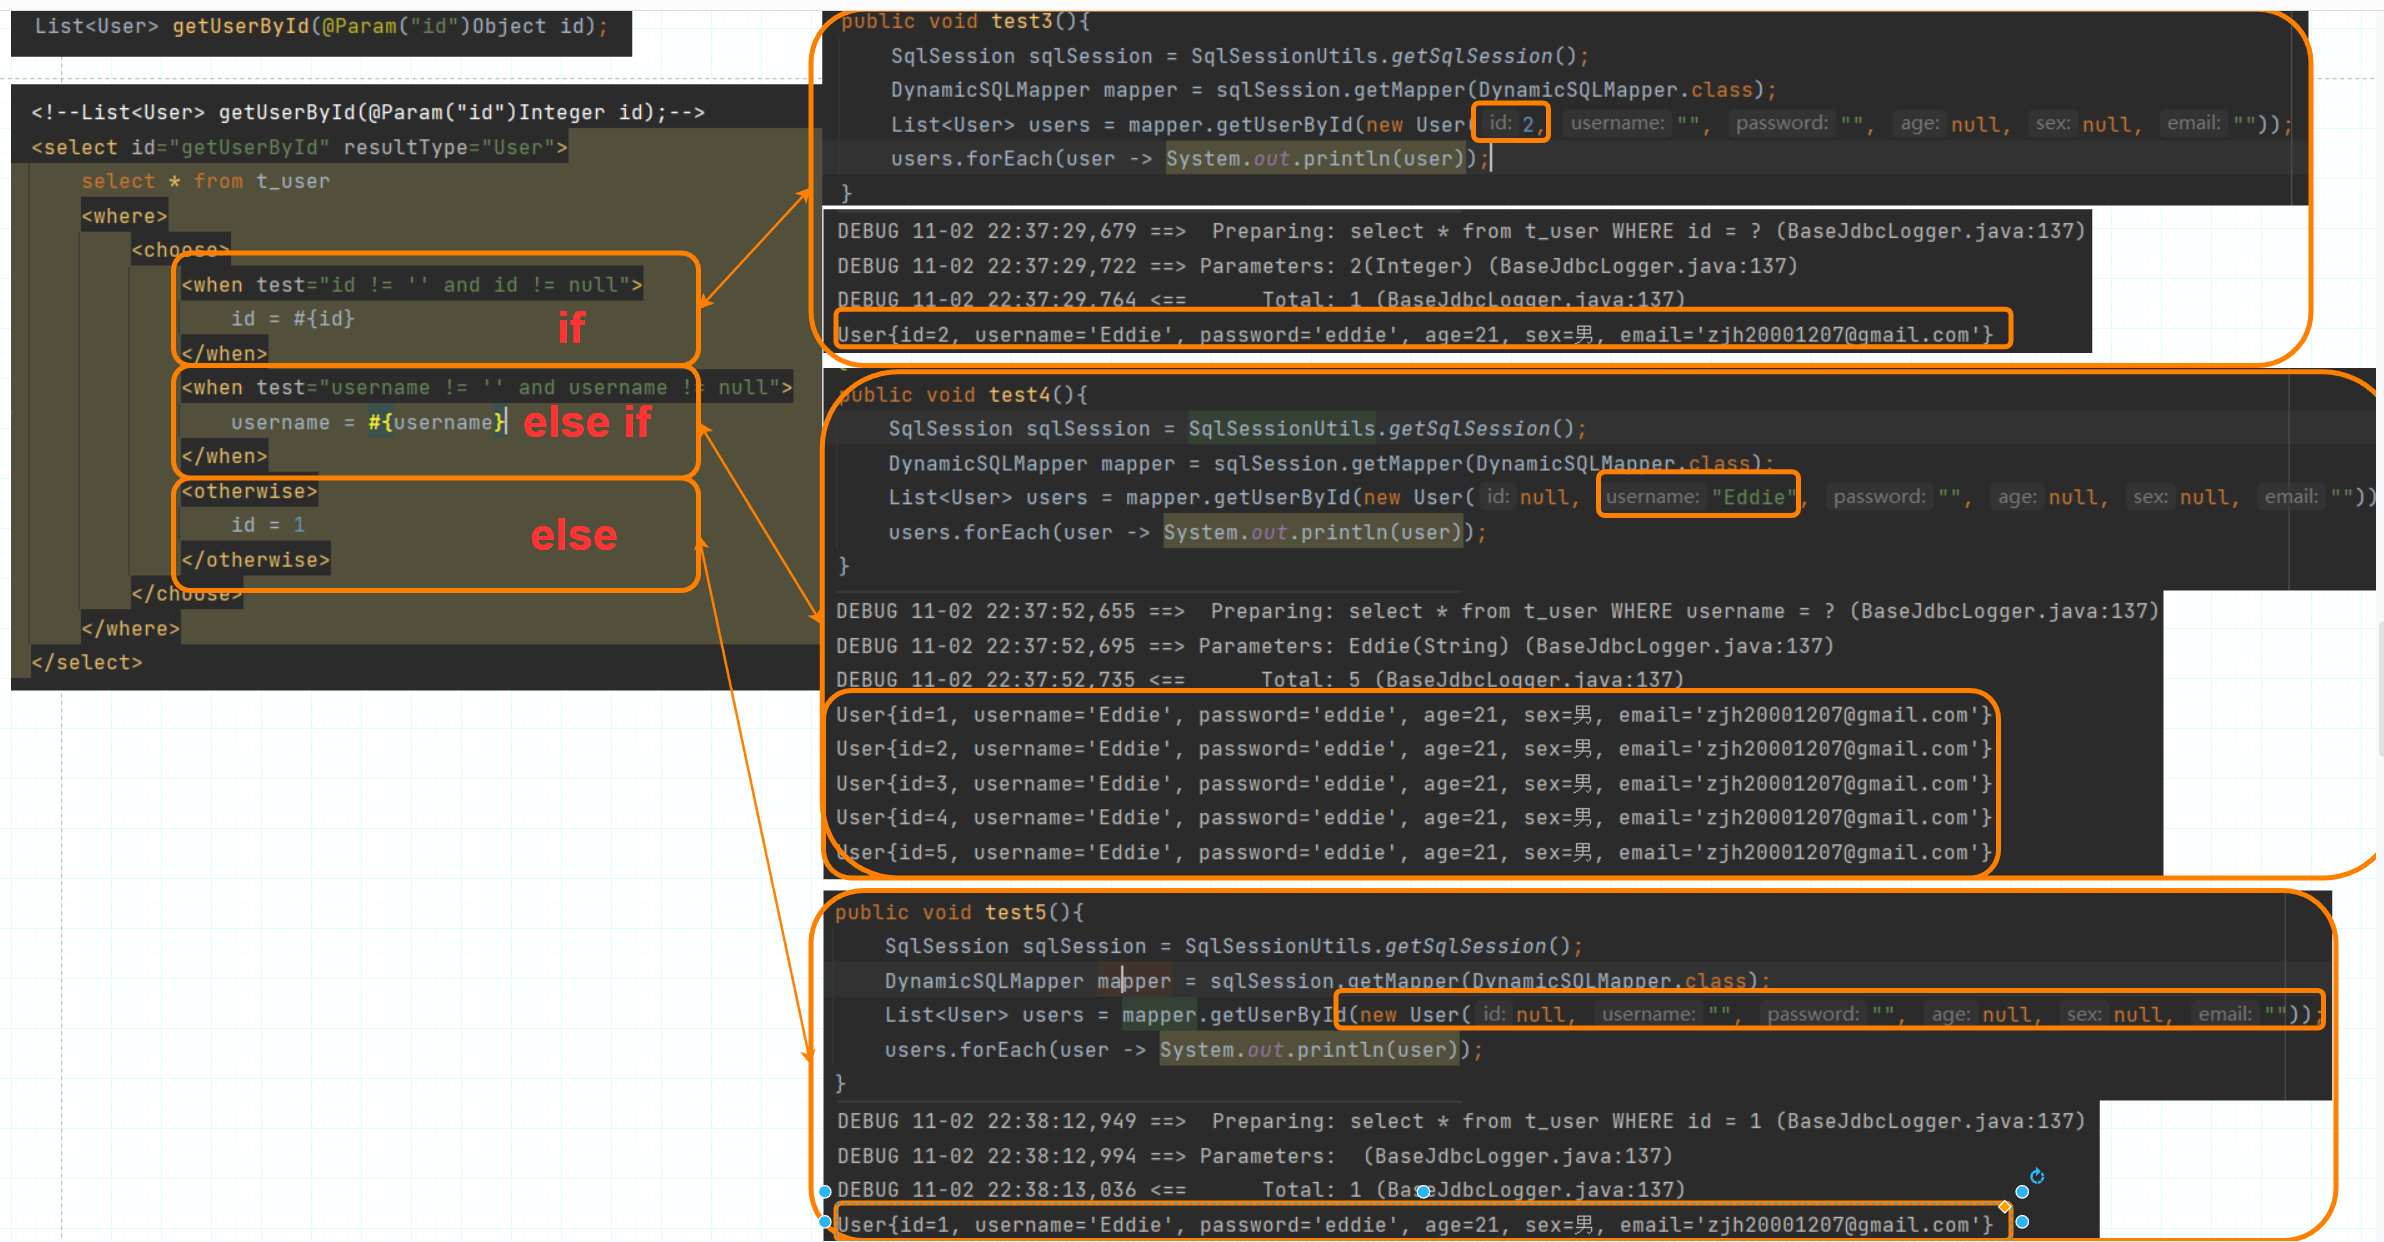 List<User> getUserById(@Param("id")Object id);
<!--List<User> getUserById(@Param("id")Integer id);-->
<select id="getUserById" resultType="User">
select * from t_user
<where>
<choose>
<when test="id != '' and id != null">
id = #{id}
if
</when>
<when test="username != '' and username != null">
username = #{username}
else if
</when>
<otherwise>
id = 1
else
</otherwise>
</choose>
</where>
</select>
public void test3(){
SqlSession sqlSession = SqlSessionUtils.getSqlSession();
DynamicSQLMapper mapper = sqlSession.getMapper(DynamicSQLMapper.class);
List<User> users = mapper.getUserById(new User( id: 2, username: "", password: "", age: null, sex: null, email: ""));
users.forEach(user -> System.out.println(user));
}
DEBUG 11-02 22:37:29,679 ==>  Preparing: select * from t_user WHERE id = ? (BaseJdbcLogger.java:137)
DEBUG 11-02 22:37:29,722 ==> Parameters: 2(Integer) (BaseJdbcLogger.java:137)
DEBUG 11-02 22:37:29,764 <==      Total: 1 (BaseJdbcLogger.java:137)
User{id=2, username='Eddie', password='eddie', age=21, sex=男, email='zjh20001207@gmail.com'}
public void test4(){
SqlSession sqlSession = SqlSessionUtils.getSqlSession();
DynamicSQLMapper mapper = sqlSession.getMapper(DynamicSQLMapper.class);
List<User> users = mapper.getUserById(new User( id: null, username: "Eddie", password: "", age: null, sex: null, email: ""))
users.forEach(user -> System.out.println(user));
}
DEBUG 11-02 22:37:52,655 ==>  Preparing: select * from t_user WHERE username = ? (BaseJdbcLogger.java:137)
DEBUG 11-02 22:37:52,695 ==> Parameters: Eddie(String) (BaseJdbcLogger.java:137)
DEBUG 11-02 22:37:52,735 <==      Total: 5 (BaseJdbcLogger.java:137)
User{id=1, username='Eddie', password='eddie', age=21, sex=男, email='zjh20001207@gmail.com'}
User{id=2, username='Eddie', password='eddie', age=21, sex=男, email='zjh20001207@gmail.com'}
User{id=3, username='Eddie', password='eddie', age=21, sex=男, email='zjh20001207@gmail.com'}
User{id=4, username='Eddie', password='eddie', age=21, sex=男, email='zjh20001207@gmail.com'}
User{id=5, username='Eddie', password='eddie', age=21, sex=男, email='zjh20001207@gmail.com'}
public void test5(){
SqlSession sqlSession = SqlSessionUtils.getSqlSession();
DynamicSQLMapper mapper = sqlSession.getMapper(DynamicSQLMapper.class);
List<User> users = mapper.getUserById(new User( id: null, username: "", password: "", age: null, sex: null, email: ""));
users.forEach(user -> System.out.println(user));
}
DEBUG 11-02 22:38:12,949 ==>  Preparing: select * from t_user WHERE id = 1 (BaseJdbcLogger.java:137)
DEBUG 11-02 22:38:12,994 ==> Parameters:  (BaseJdbcLogger.java:137)
DEBUG 11-02 22:38:13,036 <==      Total: 1 (BaseJdbcLogger.java:137)
User{id=1, username='Eddie', password='eddie', age=21, sex=男, email='zjh20001207@gmail.com'}